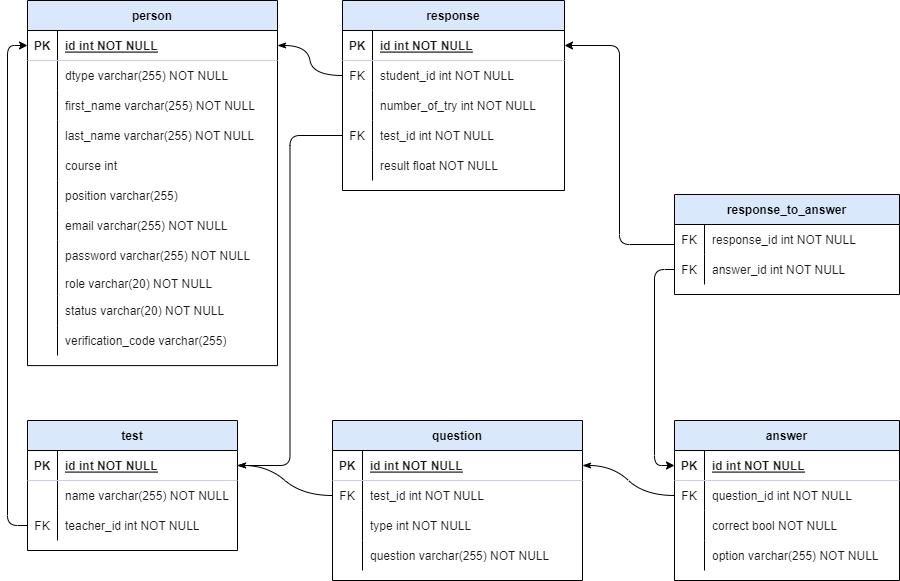 person
PK id int NOT NULL
dtype varchar(255) NOT NULL
first_name varchar(255) NOT NULL
last_name varchar(255) NOT NULL
course int
position varchar(255)
email varchar(255) NOT NULL
password varchar(255) NOT NULL
role varchar(20) NOT NULL
status varchar(20) NOT NULL
verification_code varchar(255)
response
PK id int NOT NULL
FK student_id int NOT NULL
number_of_try int NOT NULL
FK test_id int NOT NULL
result float NOT NULL
response_to_answer
FK response_id int NOT NULL
FK answer_id int NOT NULL
test
PK id int NOT NULL
name varchar(255) NOT NULL
FK teacher_id int NOT NULL
question
PK id int NOT NULL
FK test_id int NOT NULL
type int NOT NULL
question varchar(255) NOT NULL
answer
PK id int NOT NULL
FK question_id int NOT NULL
correct bool NOT NULL
option varchar(255) NOT NULL